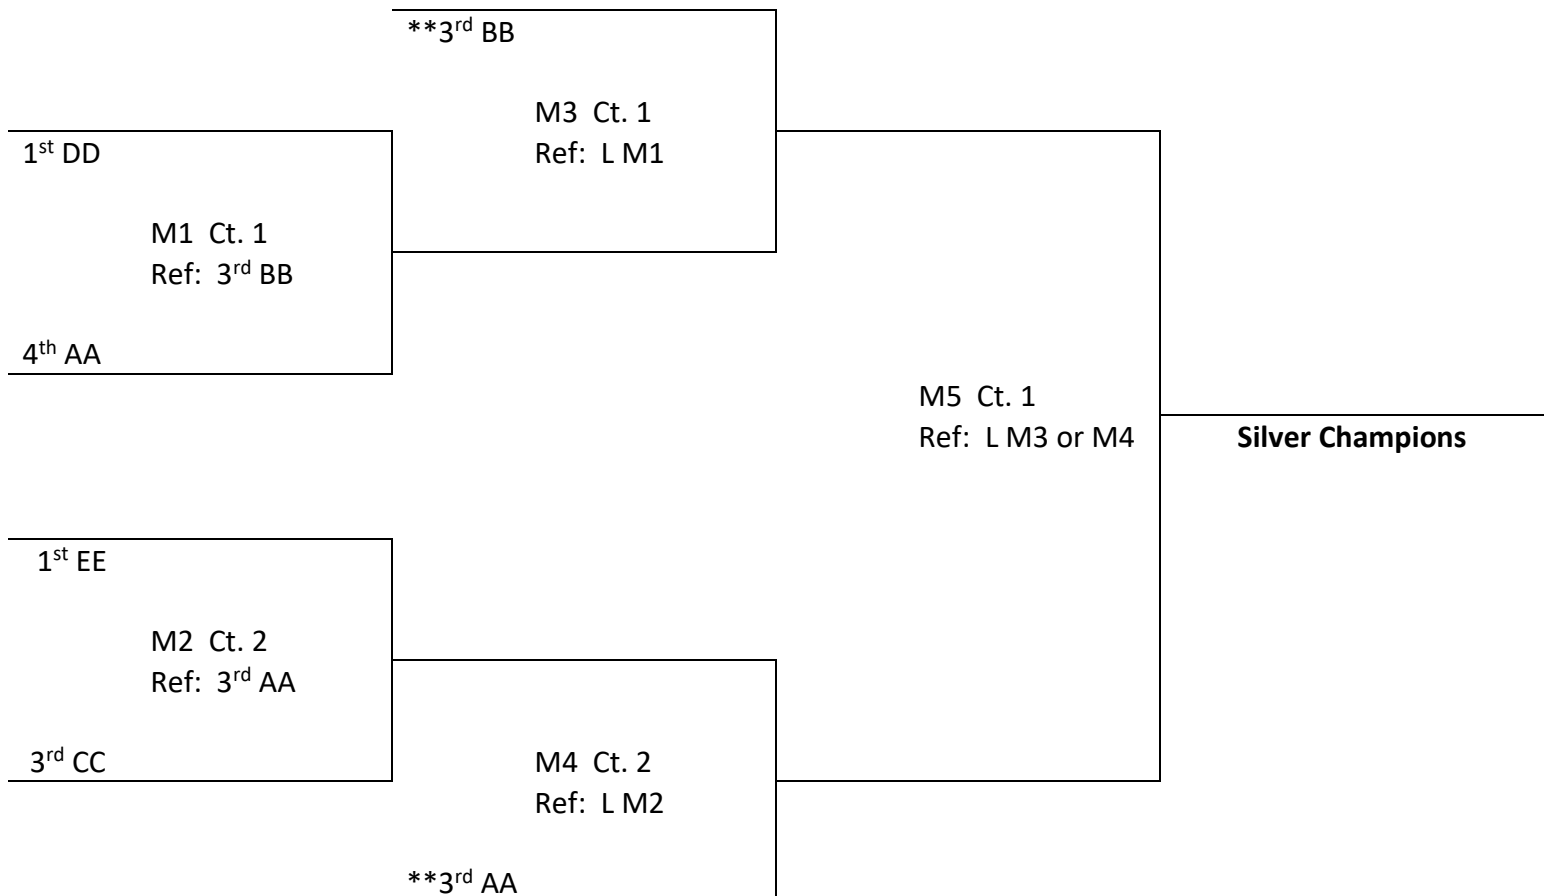 **3rd BB
M3 Ct. 1
Ref: L M1
1st DD
M1 Ct. 1
Ref: 3rd BB
4th AA
M5 Ct. 1
Ref: L M3 or M4
Silver Champions
1st EE
M2 Ct. 2
Ref: 3rd AA
3rd CC
M4 Ct. 2
Ref: L M2
**3rd AA